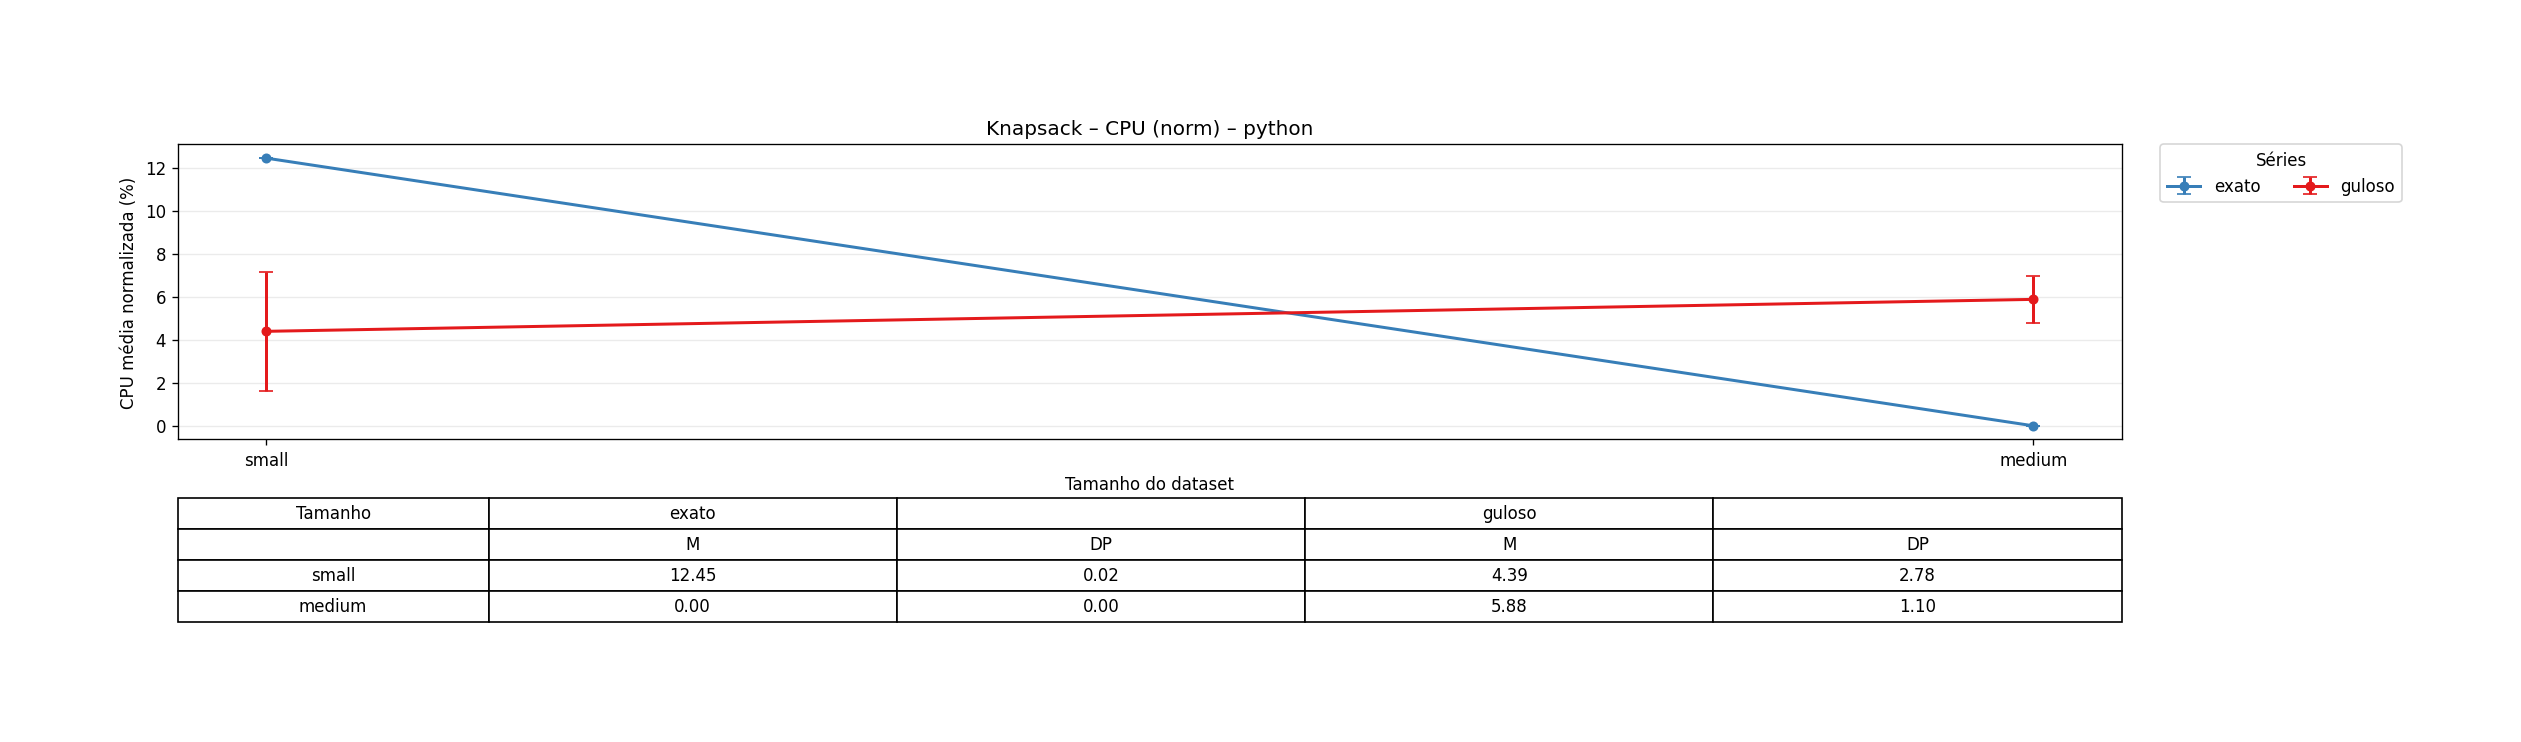 Knapsack – CPU (norm) – python
CPU média normalizada (%)
12
10
8
6
4
2
0
small medium
Tamanho do dataset
Séries
exato guloso
Tamanho exato guloso
M DP M DP
small 12.45 0.02 4.39 2.78
medium 0.00 0.00 5.88 1.10